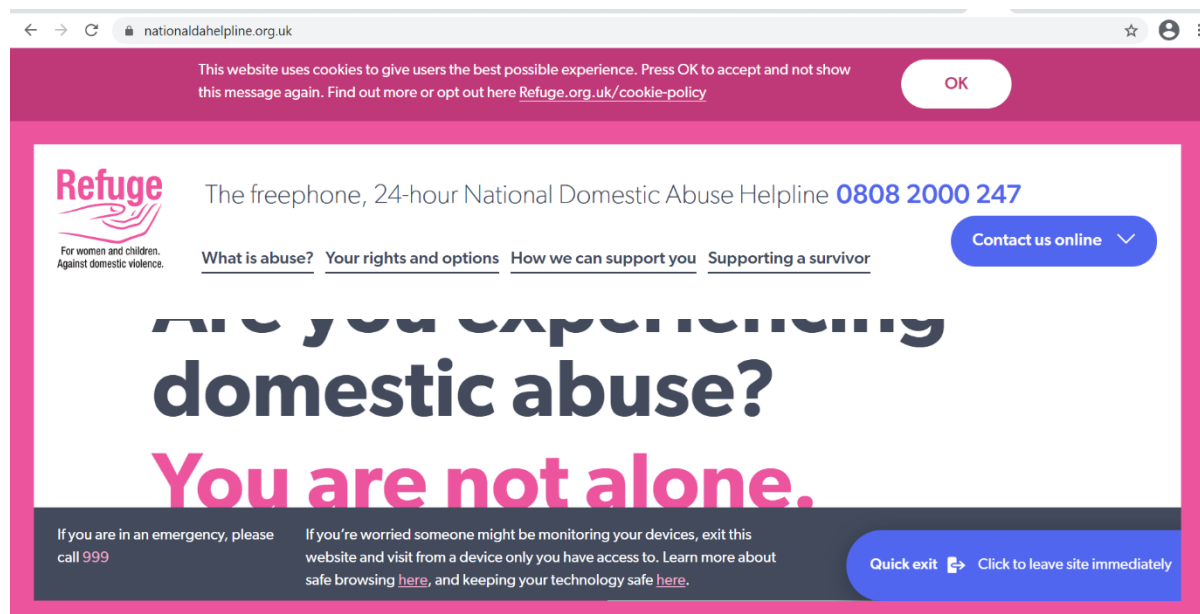 nationaldahelpline.org.uk
This website uses cookies to give users the best possible experience. Press OK to accept and not show
this message again. Find out more or opt out here Refuge.org.uk/cookie-policy
OK
Refuge
For women and children.
Against domestic violence.
The freephone, 24-hour National Domestic Abuse Helpline 0808 2000 247
Contact us online
What is abuse? Your rights and options How we can support you Supporting a survivor
Are you experiencing
domestic abuse?
You are not alone.
If you are in an emergency, please
call 999
If you're worried someone might be monitoring your devices, exit this
website and visit from a device only you have access to. Learn more about
safe browsing here, and keeping your technology safe here.
Quick exit Click to leave site immediately